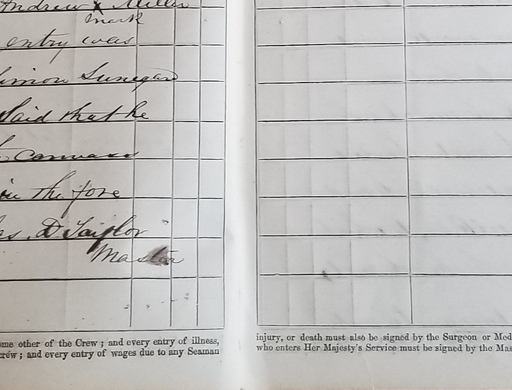 Andrew X Miller
mark
entry was
Simon Lunegan
Said that he
canvass
in the fore
as. D Taylor
Master
ome other of the Crew; and every entry of illness,
crew; and every entry of wages due to any Seaman
injury, or death must also be signed by the Surgeon or Med
who enters Her Majesty's Service must be signed by the Mas